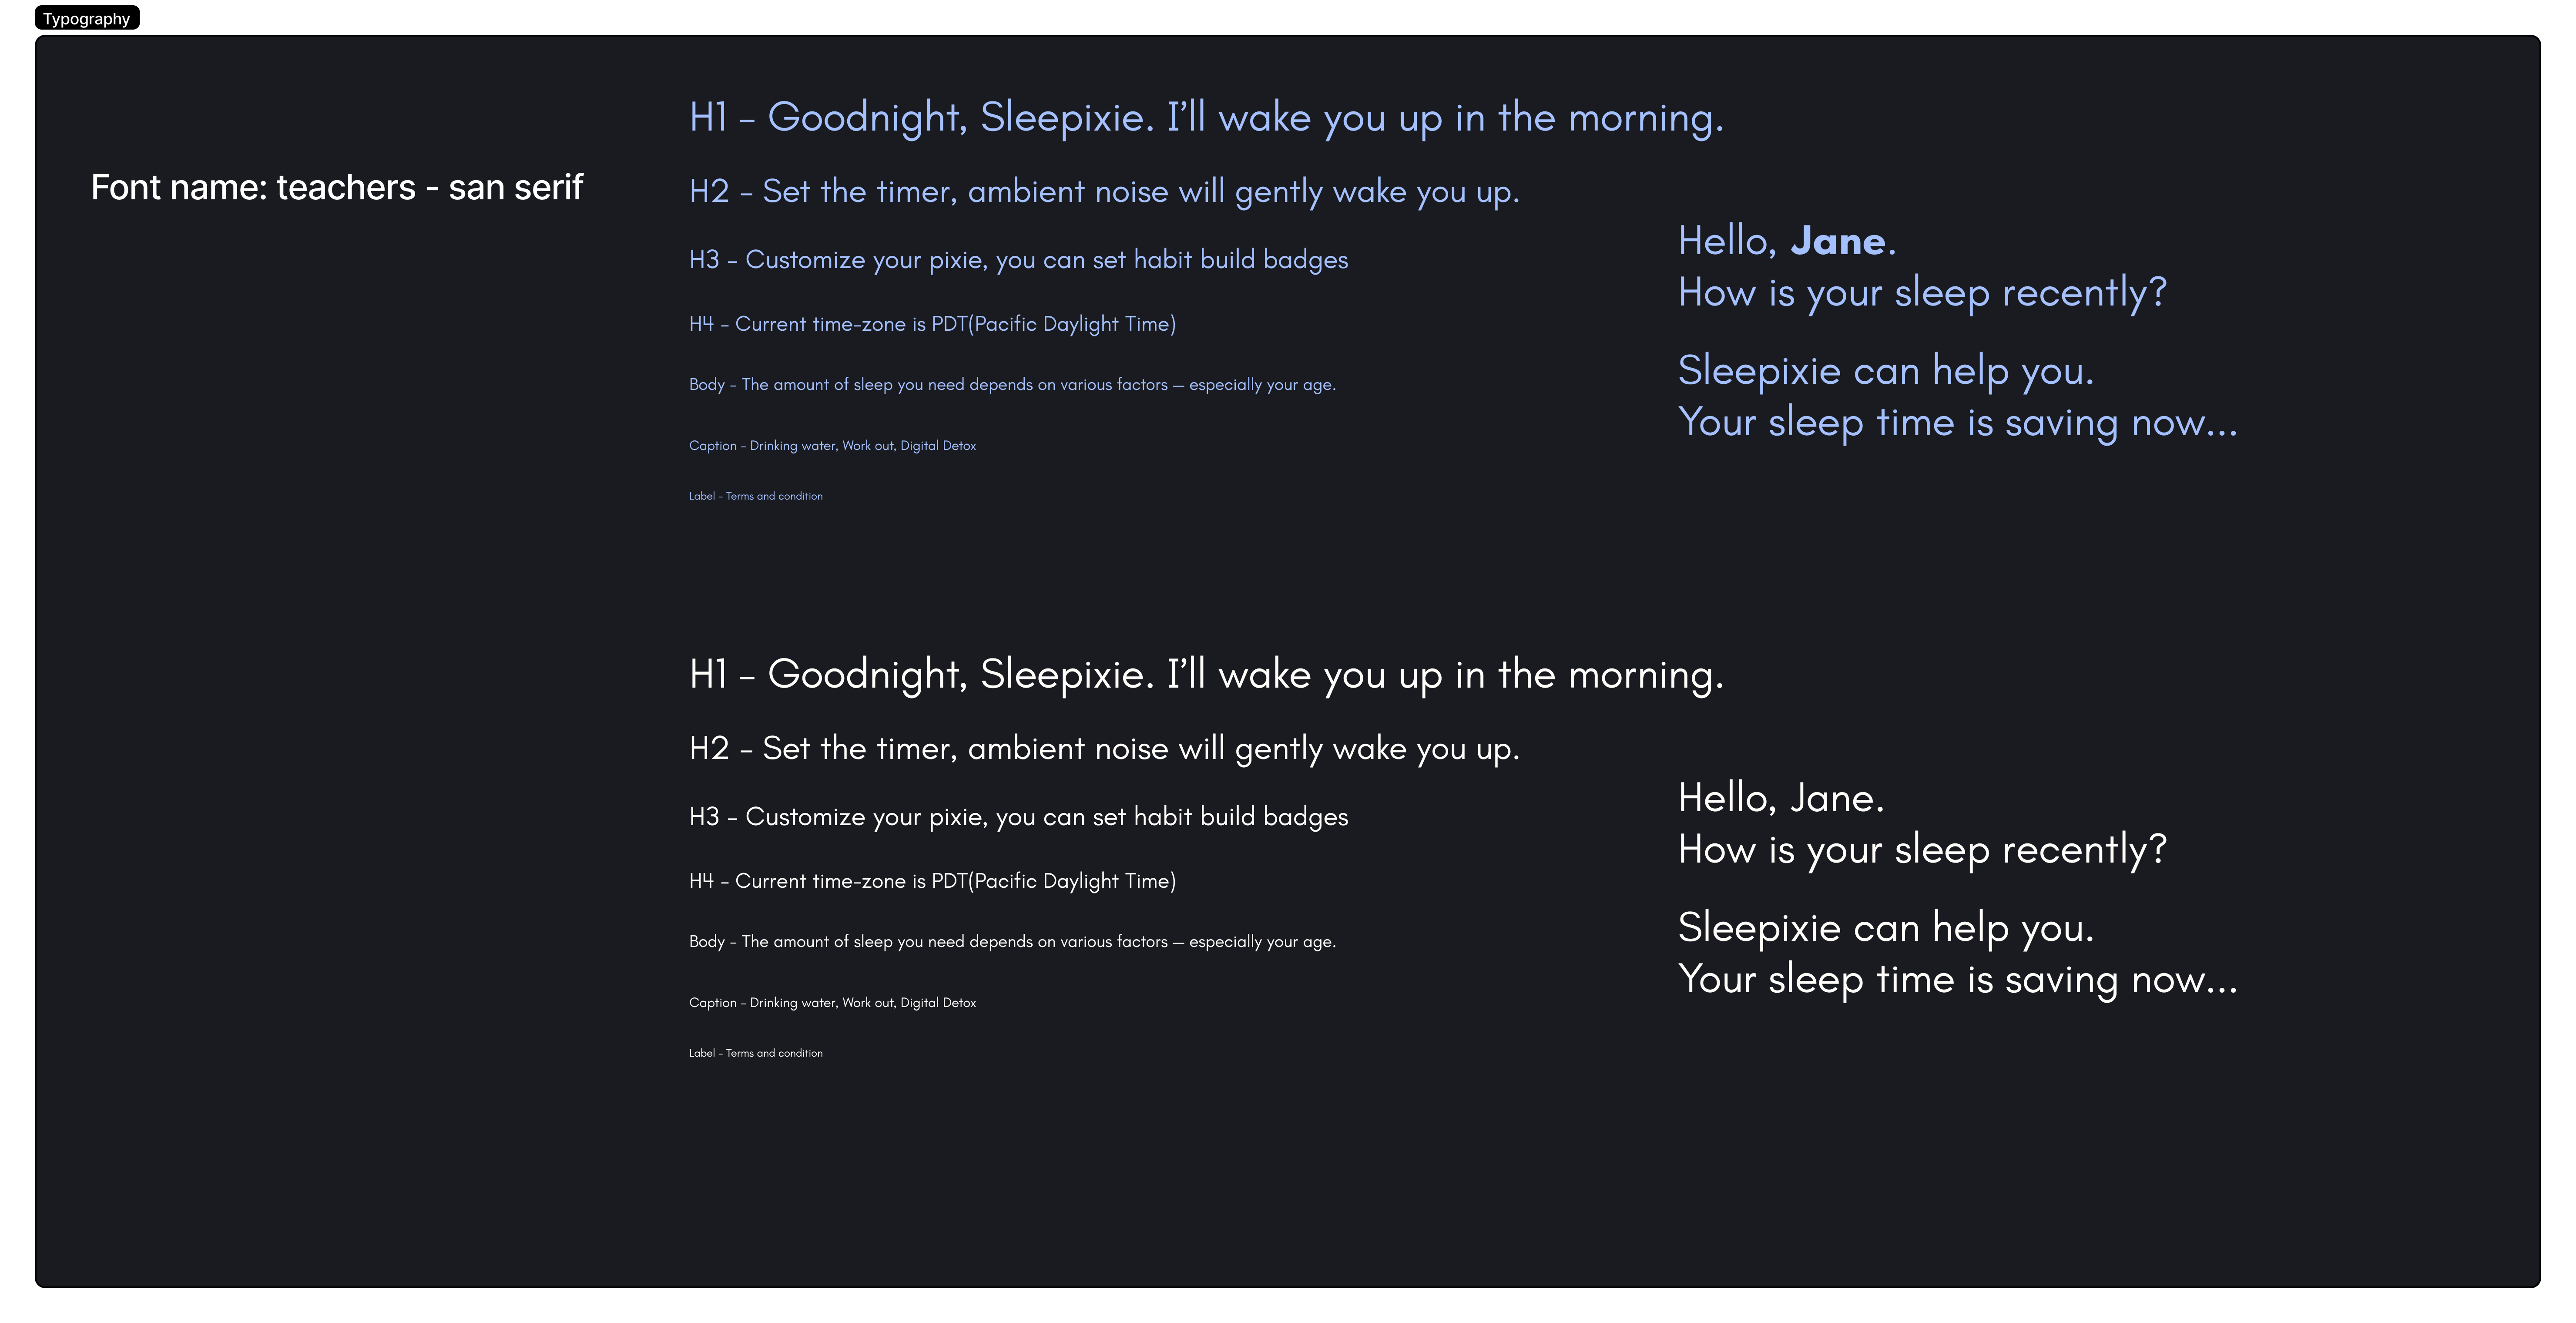 Typography
Font name: teachers - san serif
H1 – Goodnight, Sleepixie. I’ll wake you up in the morning.
H2 – Set the timer, ambient noise will gently wake you up.
H3 – Customize your pixie, you can set habit build badges
H4 – Current time-zone is PDT(Pacific Daylight Time)
Body – The amount of sleep you need depends on various factors — especially your age.
Caption – Drinking water, Work out, Digital Detox
Label – Terms and condition
Hello, Jane.
How is your sleep recently?
Sleepixie can help you.
Your sleep time is saving now...
H1 – Goodnight, Sleepixie. I’ll wake you up in the morning.
H2 – Set the timer, ambient noise will gently wake you up.
H3 – Customize your pixie, you can set habit build badges
H4 – Current time-zone is PDT(Pacific Daylight Time)
Body – The amount of sleep you need depends on various factors — especially your age.
Caption – Drinking water, Work out, Digital Detox
Label – Terms and condition
Hello, Jane.
How is your sleep recently?
Sleepixie can help you.
Your sleep time is saving now...